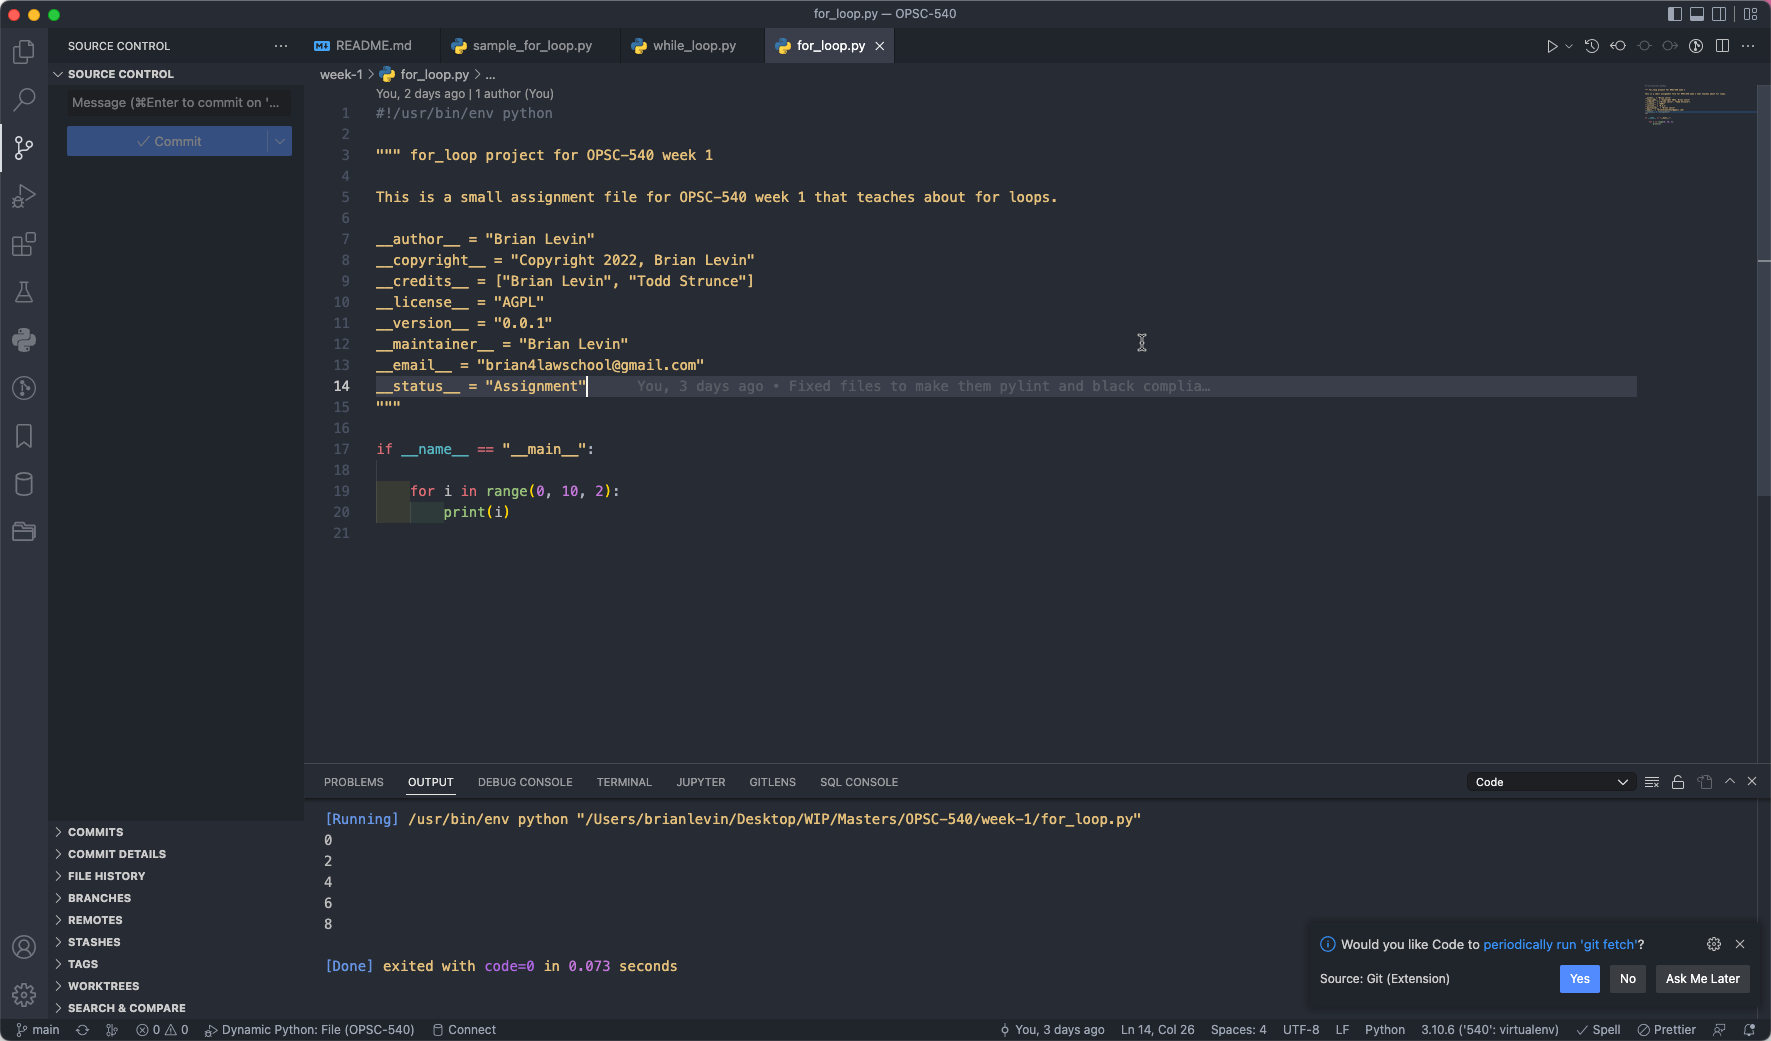 for_loop.py — OPSC-540
SOURCE CONTROL
README.md
sample_for_loop.py
while_loop.py
for_loop.py
SOURCE CONTROL
Message (⌘Enter to commit on '...
Commit
week-1 > for_loop.py > ...
You, 2 days ago | 1 author (You)
1 #!/usr/bin/env python
2
3 """ for_loop project for OPSC-540 week 1
4
5 This is a small assignment file for OPSC-540 week 1 that teaches about for loops.
6
7 __author__ = "Brian Levin"
8 __copyright__ = "Copyright 2022, Brian Levin"
9 __credits__ = ["Brian Levin", "Todd Strunce"]
10 __license__ = "AGPL"
11 __version__ = "0.0.1"
12 __maintainer__ = "Brian Levin"
13 __email__ = "brian4lawschool@gmail.com"
14 __status__ = "Assignment" You, 3 days ago • Fixed files to make them pylint and black complia…
15 """
16
17 if __name__ == "__main__":
18
19 for i in range(0, 10, 2):
20 print(i)
21
PROBLEMS OUTPUT DEBUG CONSOLE TERMINAL JUPYTER GITLENS SQL CONSOLE
Code
[Running] /usr/bin/env python "/Users/brianlevin/Desktop/WIP/Masters/OPSC-540/week-1/for_loop.py"
0
2
4
6
8
[Done] exited with code=0 in 0.073 seconds
COMMITS
COMMIT DETAILS
FILE HISTORY
BRANCHES
REMOTES
STASHES
TAGS
WORKTREES
SEARCH & COMPARE
Would you like Code to periodically run 'git fetch'?
Source: Git (Extension)
Yes
No
Ask Me Later
main
0 0
Dynamic Python: File (OPSC-540)
Connect
You, 3 days ago
Ln 14, Col 26
Spaces: 4
UTF-8
LF
Python
3.10.6 ('540': virtualenv)
Spell
Prettier